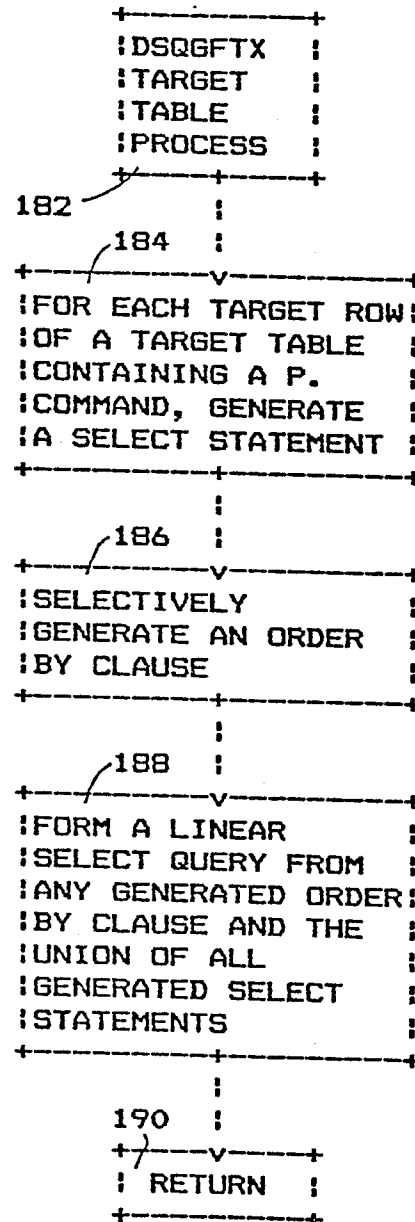 DSQGFTX
TARGET
TABLE
PROCESS
182
184
FOR EACH TARGET ROW
OF A TARGET TABLE
CONTAINING A P.
COMMAND, GENERATE
A SELECT STATEMENT
186
SELECTIVELY
GENERATE AN ORDER
BY CLAUSE
188
FORM A LINEAR
SELECT QUERY FROM
ANY GENERATED ORDER
BY CLAUSE AND THE
UNION OF ALL
GENERATED SELECT
STATEMENTS
190
RETURN